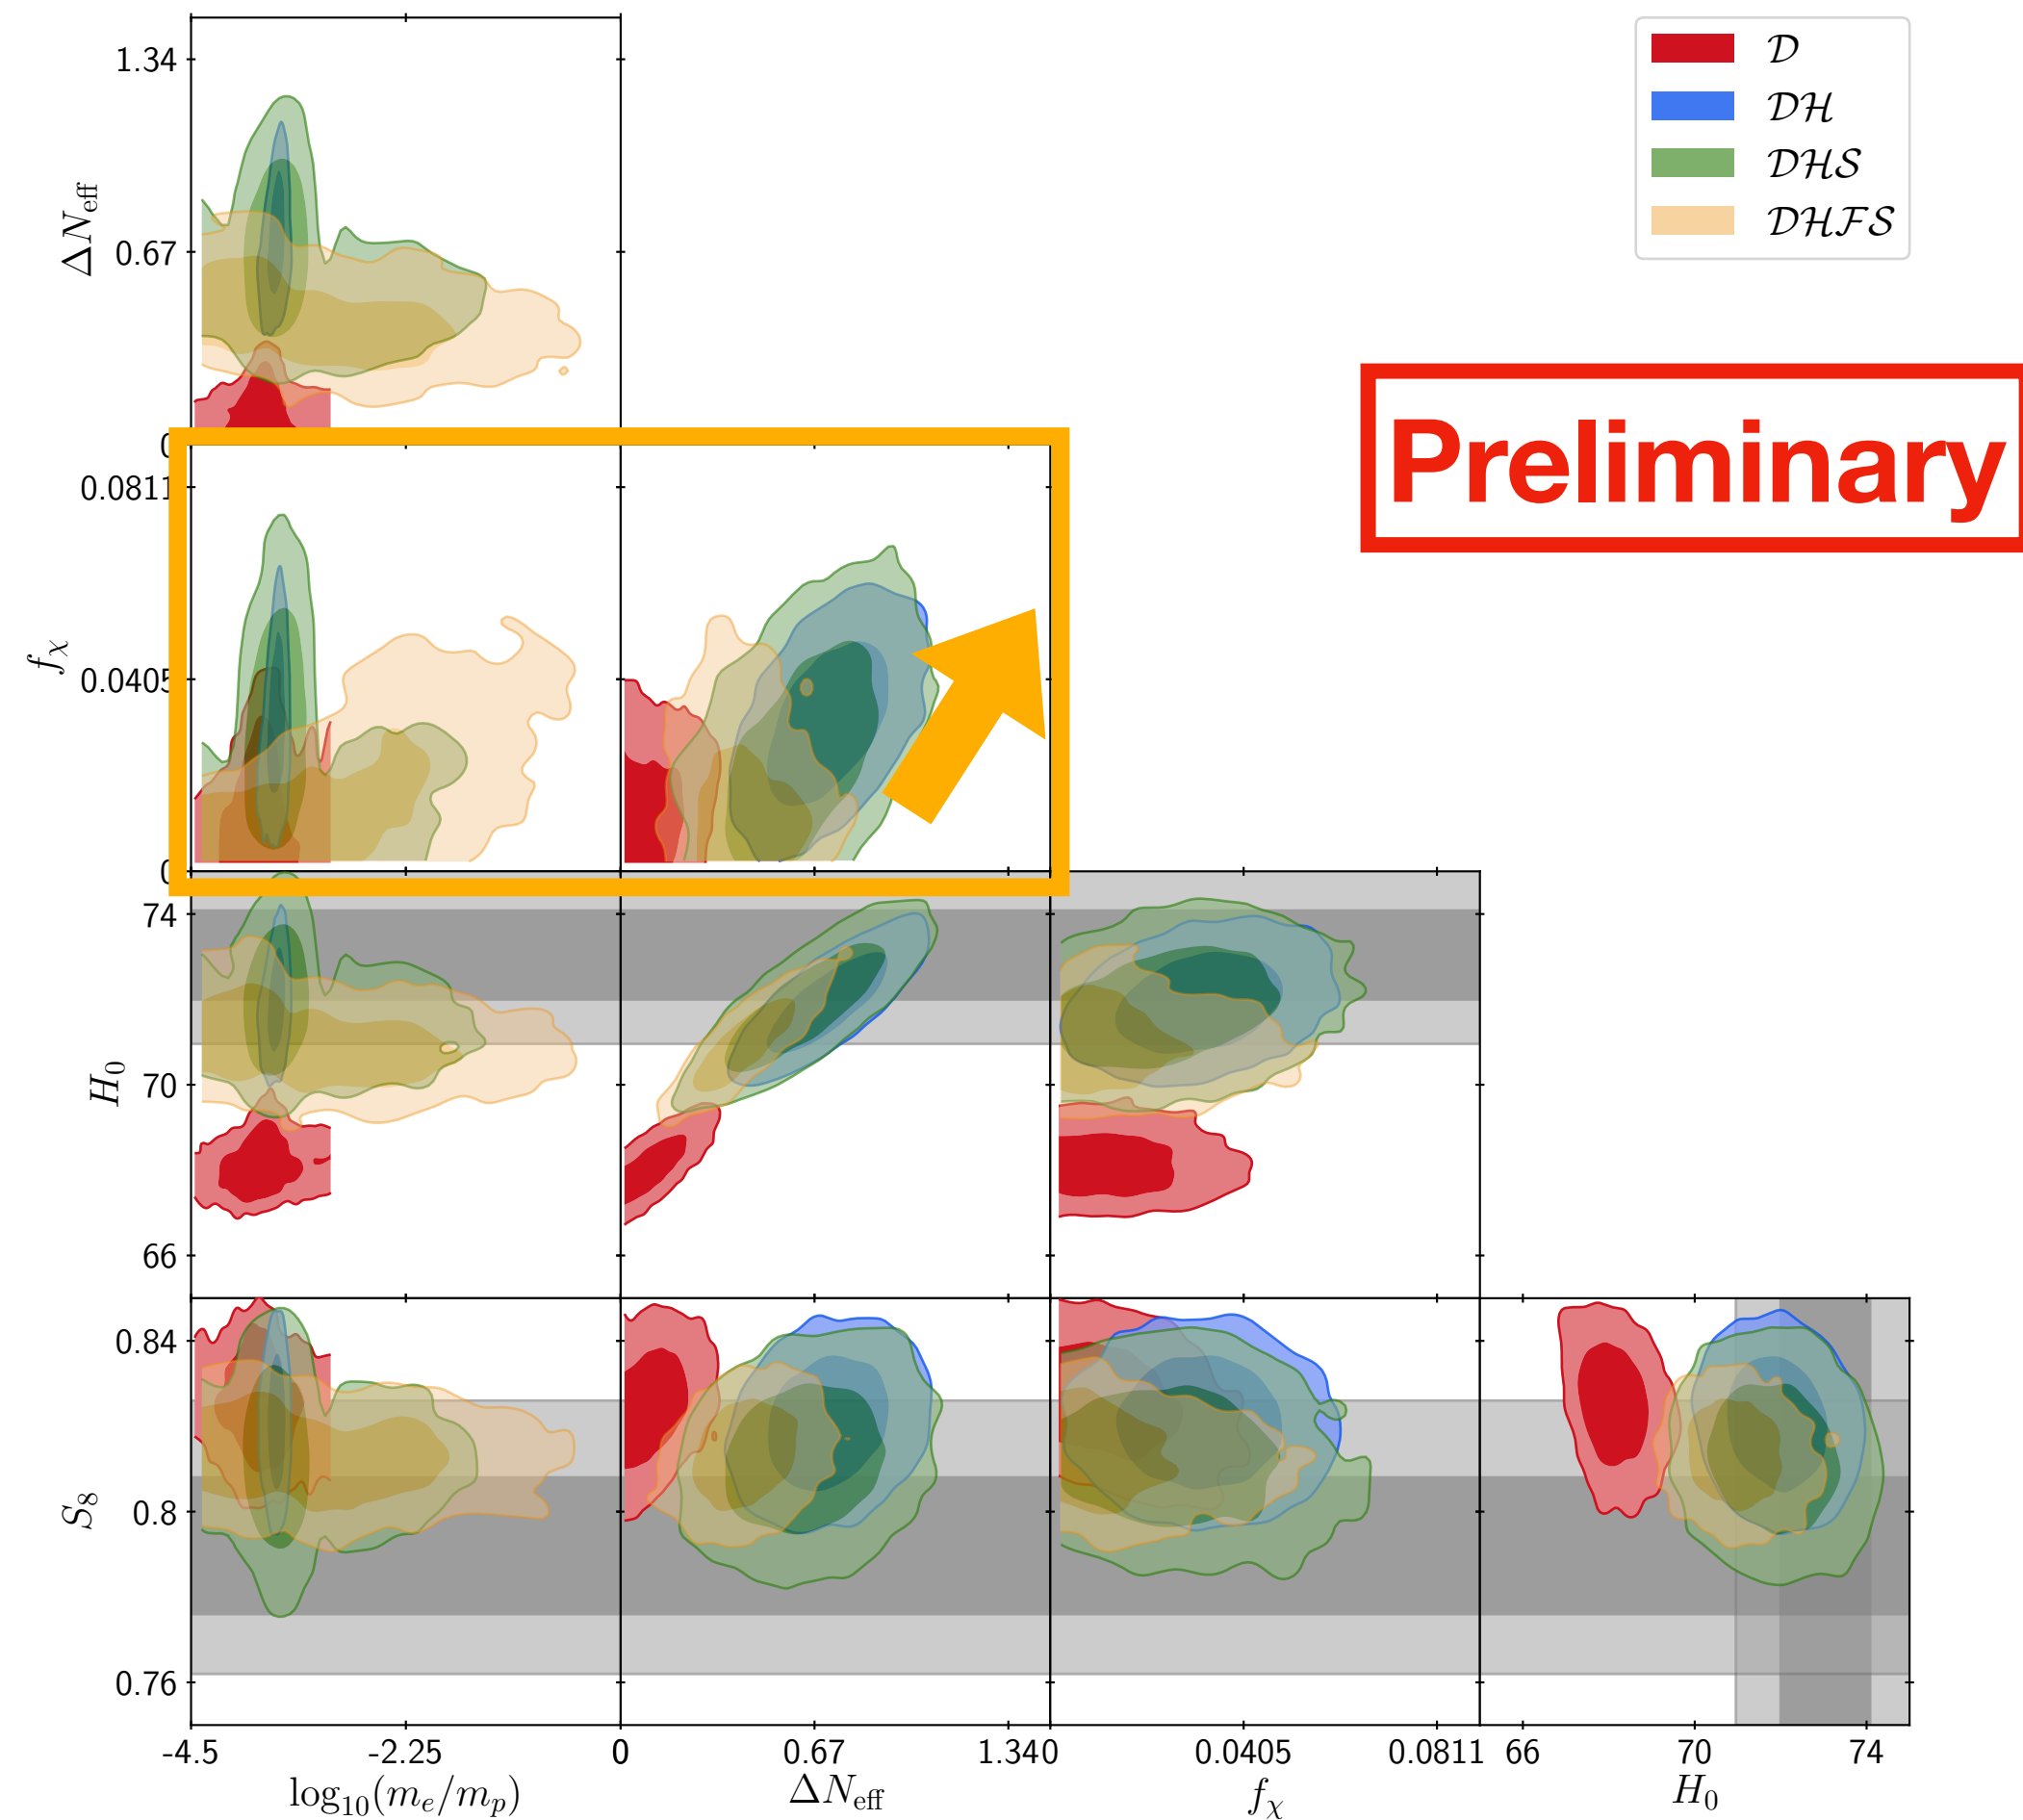 1.34
0.67
0
ΔN_eff
𝒟
𝒟ℋ
𝒟ℋ𝒮
𝒟ℋℱ𝒮
Preliminary
0.0811
0.0405
0
f_χ
74
70
66
H_0
0.84
0.8
0.76
S_8
-4.5 -2.25 0 0.67 1.34 0 0.0405 0.0811 66 70 74
log_10(m_e/m_p) ΔN_eff f_χ H_0